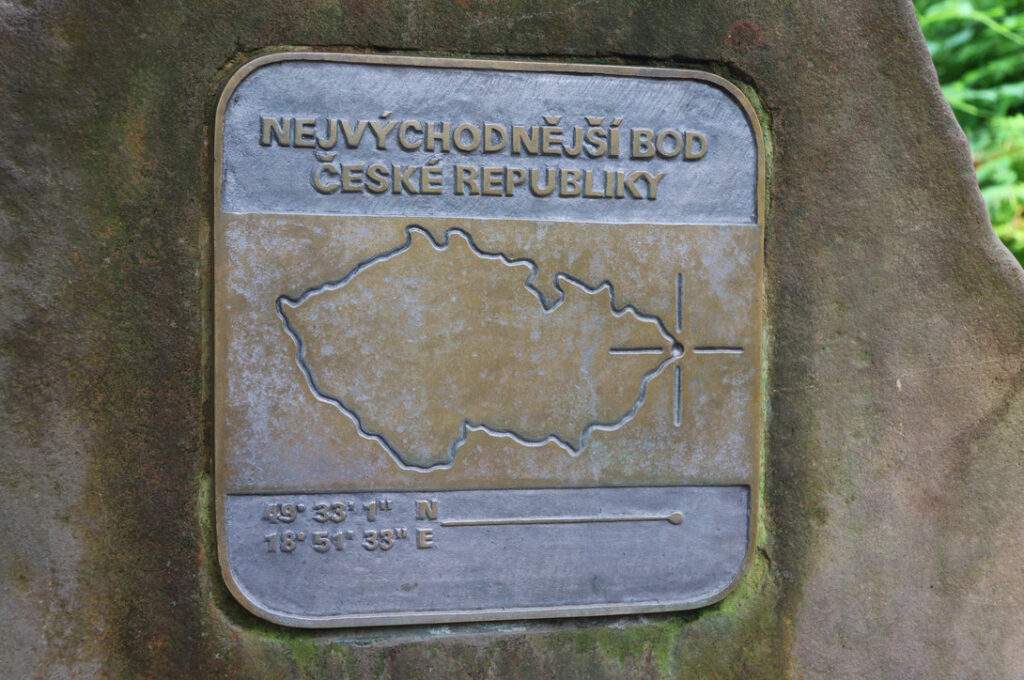 NEJVÝCHODNĚJŠÍ BOD
ČESKÉ REPUBLIKY
49° 33' 1" N
18° 51' 33" E